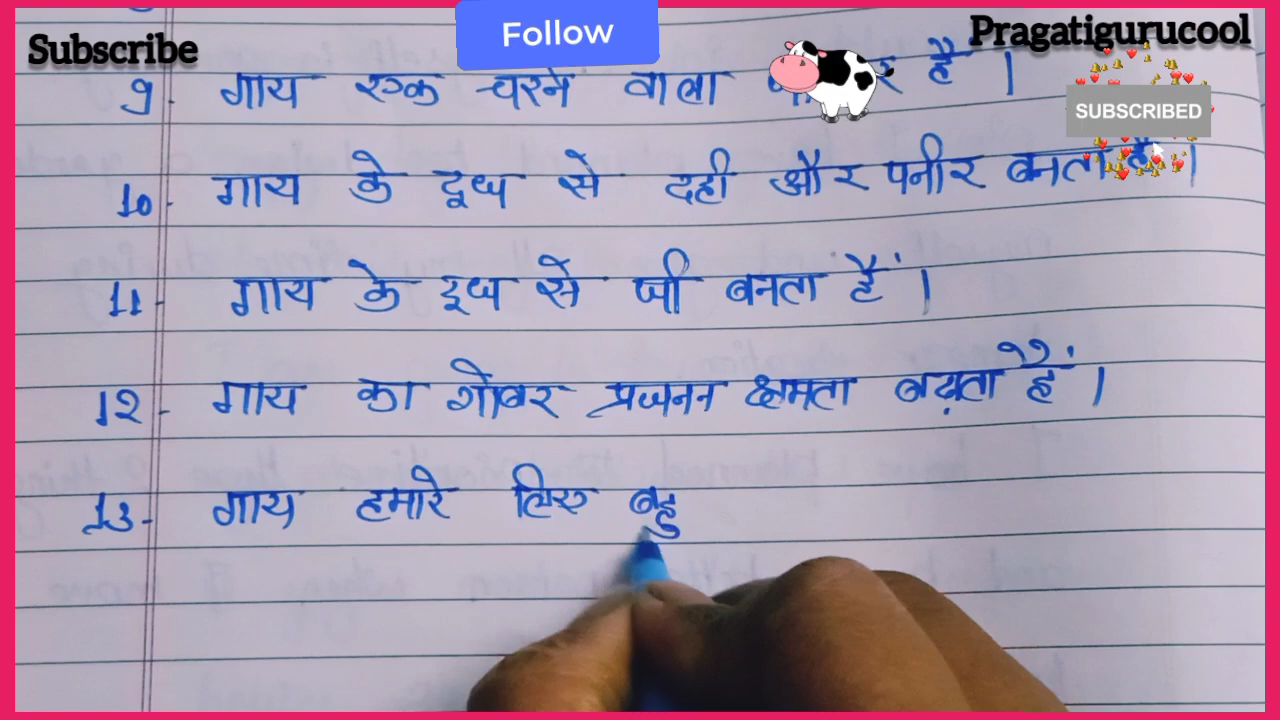 Subscribe
Follow
Pragatigurucool
9. गाय एक चरने वाला है।
SUBSCRIBED
10. गाय के दूध से दही और पनीर बनता है।
11- गाय के दूध से घी बनता हैं।
12- गाय का गोबर प्रजनन क्षमता बढ़ता हैं।
13- गाय हमारे लिए बहु